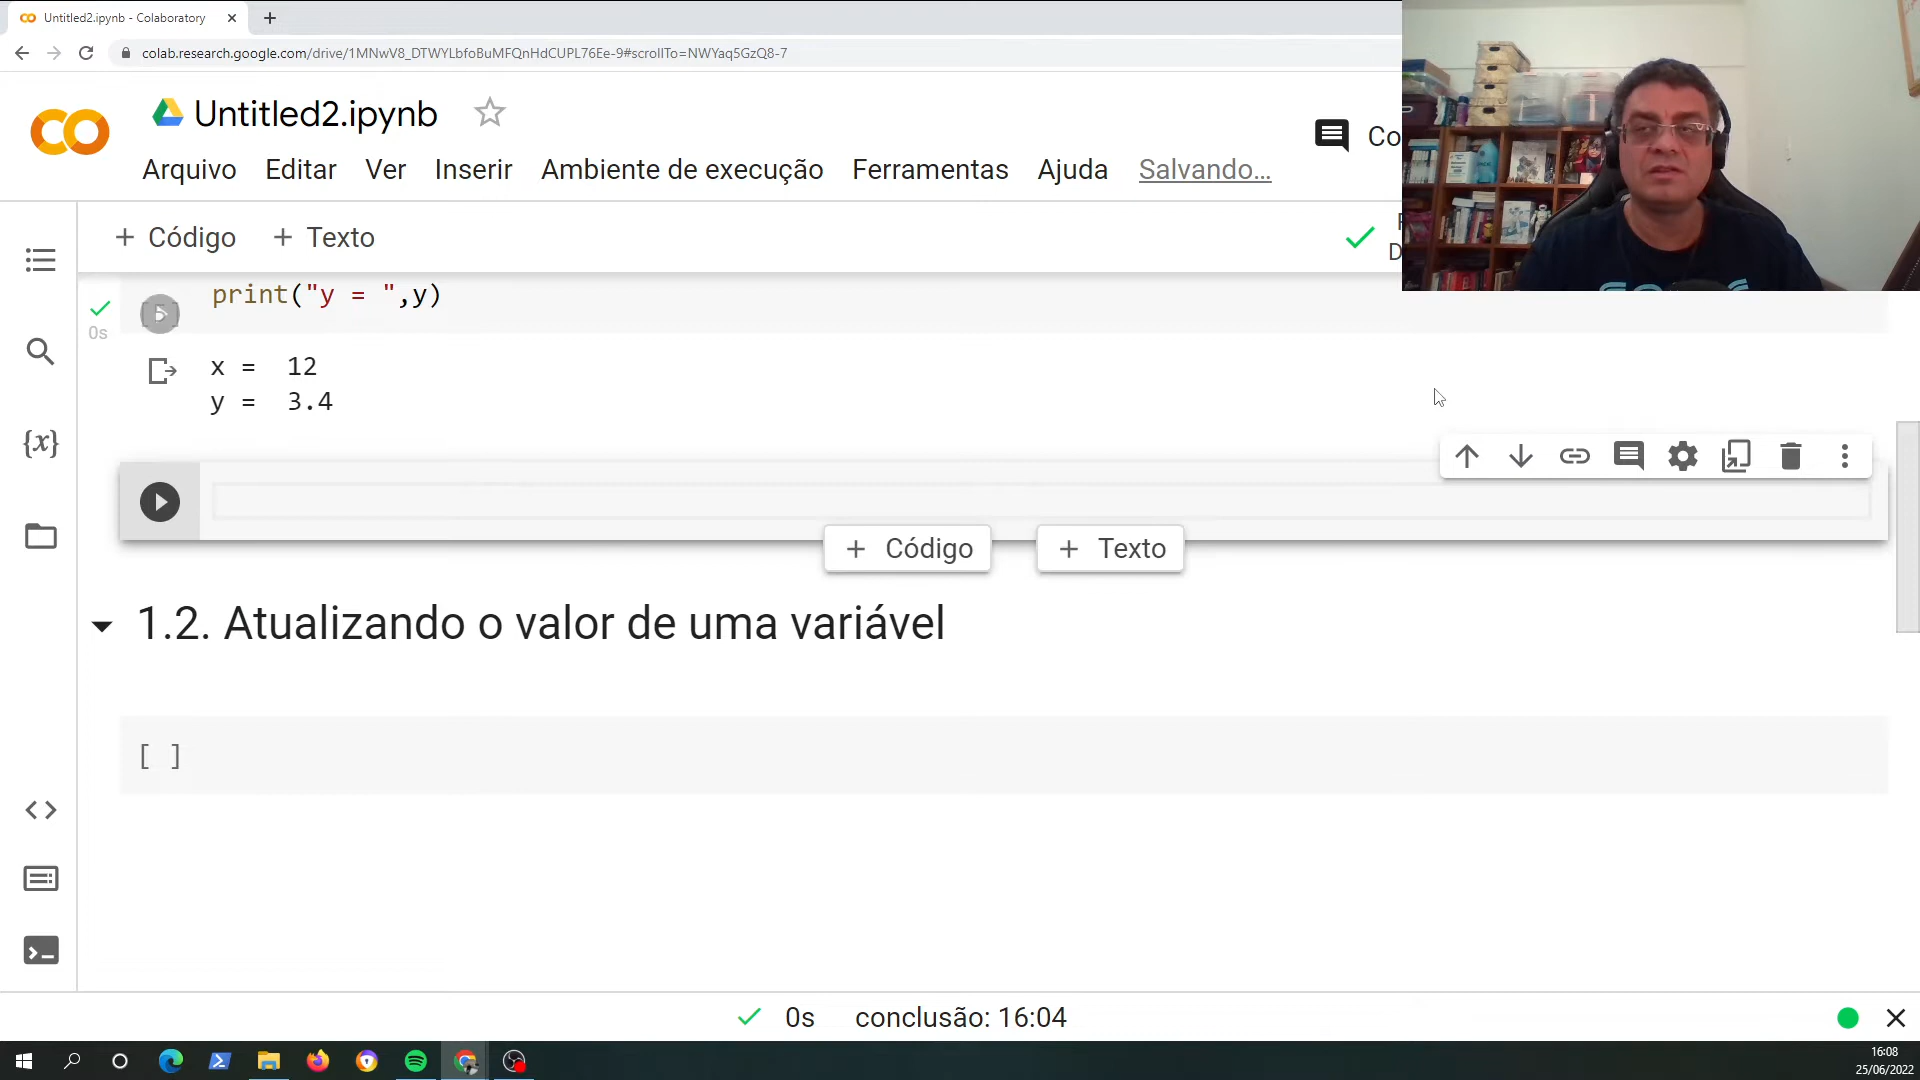 Untitled2.ipynb - Colaboratory
colab.research.google.com/drive/1MNwV8_DTWYLbfoBuMFQnHdCUPL76Ee-9#scrollTo=NWYaq5GzQ8-7
Untitled2.ipynb
Arquivo Editar Ver Inserir Ambiente de execução Ferramentas Ajuda Salvando...
Co
+ Código + Texto
D
print("y = ",y)
0s
x = 12
y = 3.4
{x}
+ Código + Texto
1.2. Atualizando o valor de uma variável
[ ]
0s conclusão: 16:04
16:08
25/06/2022